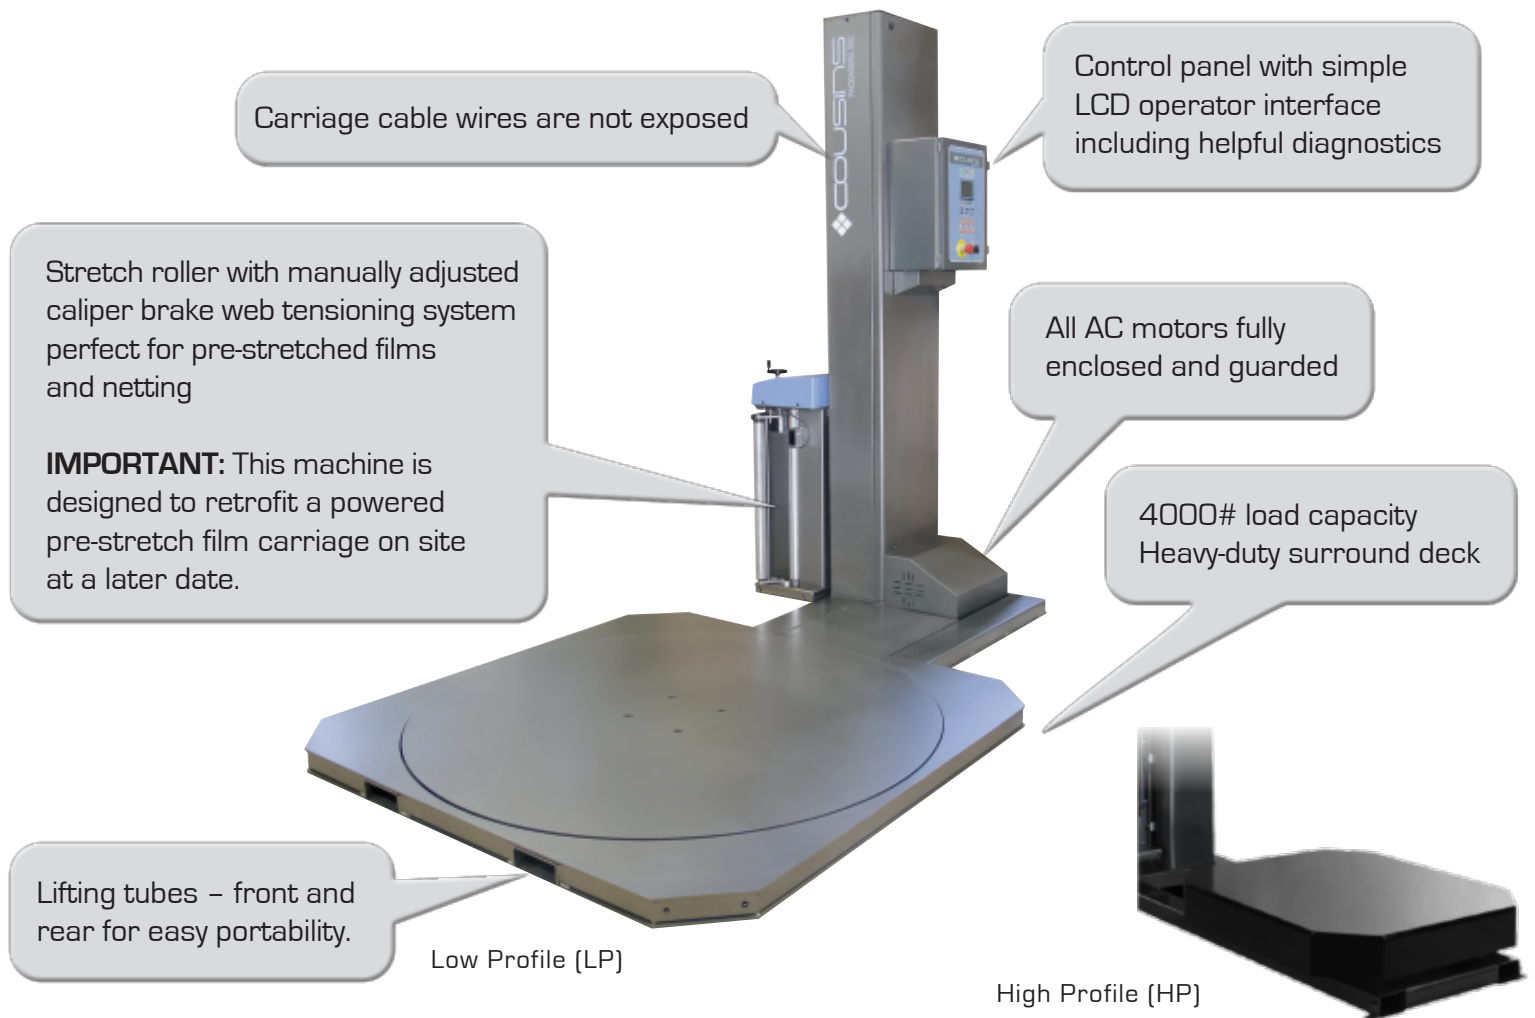 COUSINS
PACKAGING INC
Carriage cable wires are not exposed
Control panel with simple
LCD operator interface
including helpful diagnostics
Stretch roller with manually adjusted
caliper brake web tensioning system
perfect for pre-stretched films
and netting
IMPORTANT: This machine is
designed to retrofit a powered
pre-stretch film carriage on site
at a later date.
All AC motors fully
enclosed and guarded
4000# load capacity
Heavy-duty surround deck
Lifting tubes – front and
rear for easy portability.
Low Profile (LP)
High Profile (HP)